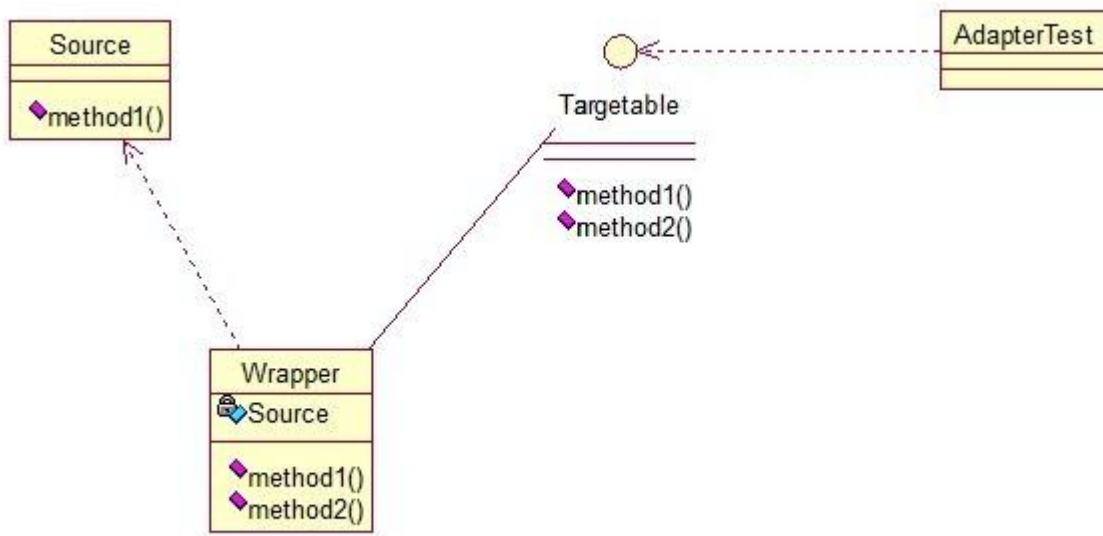 Source
method1()
Targetable
method1()
method2()
AdapterTest
Wrapper
Source
method1()
method2()